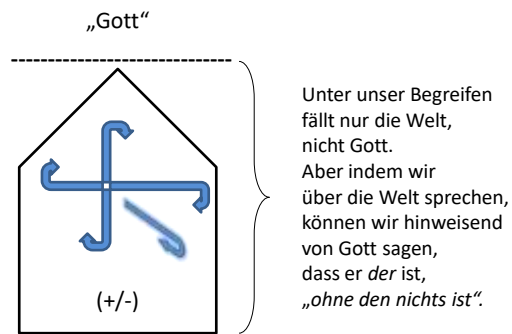 „Gott“
Unter unser Begreifen
fällt nur die Welt,
nicht Gott.
Aber indem wir
über die Welt sprechen,
können wir hinweisend
von Gott sagen,
dass er der ist,
„ohne den nichts ist“.
(+/-)